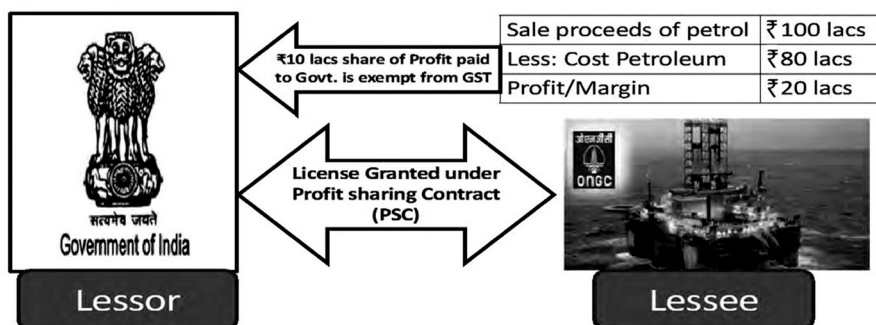 Sale proceeds of petrol ₹100 lacs
Less: Cost Petroleum ₹80 lacs
Profit/Margin ₹20 lacs
₹10 lacs share of Profit paid
to Govt. is exempt from GST
सत्यमेव जयते
Government of India
License Granted under
Profit sharing Contract
(PSC)
ओ एन जी सी
ONGC
Lessor
Lessee